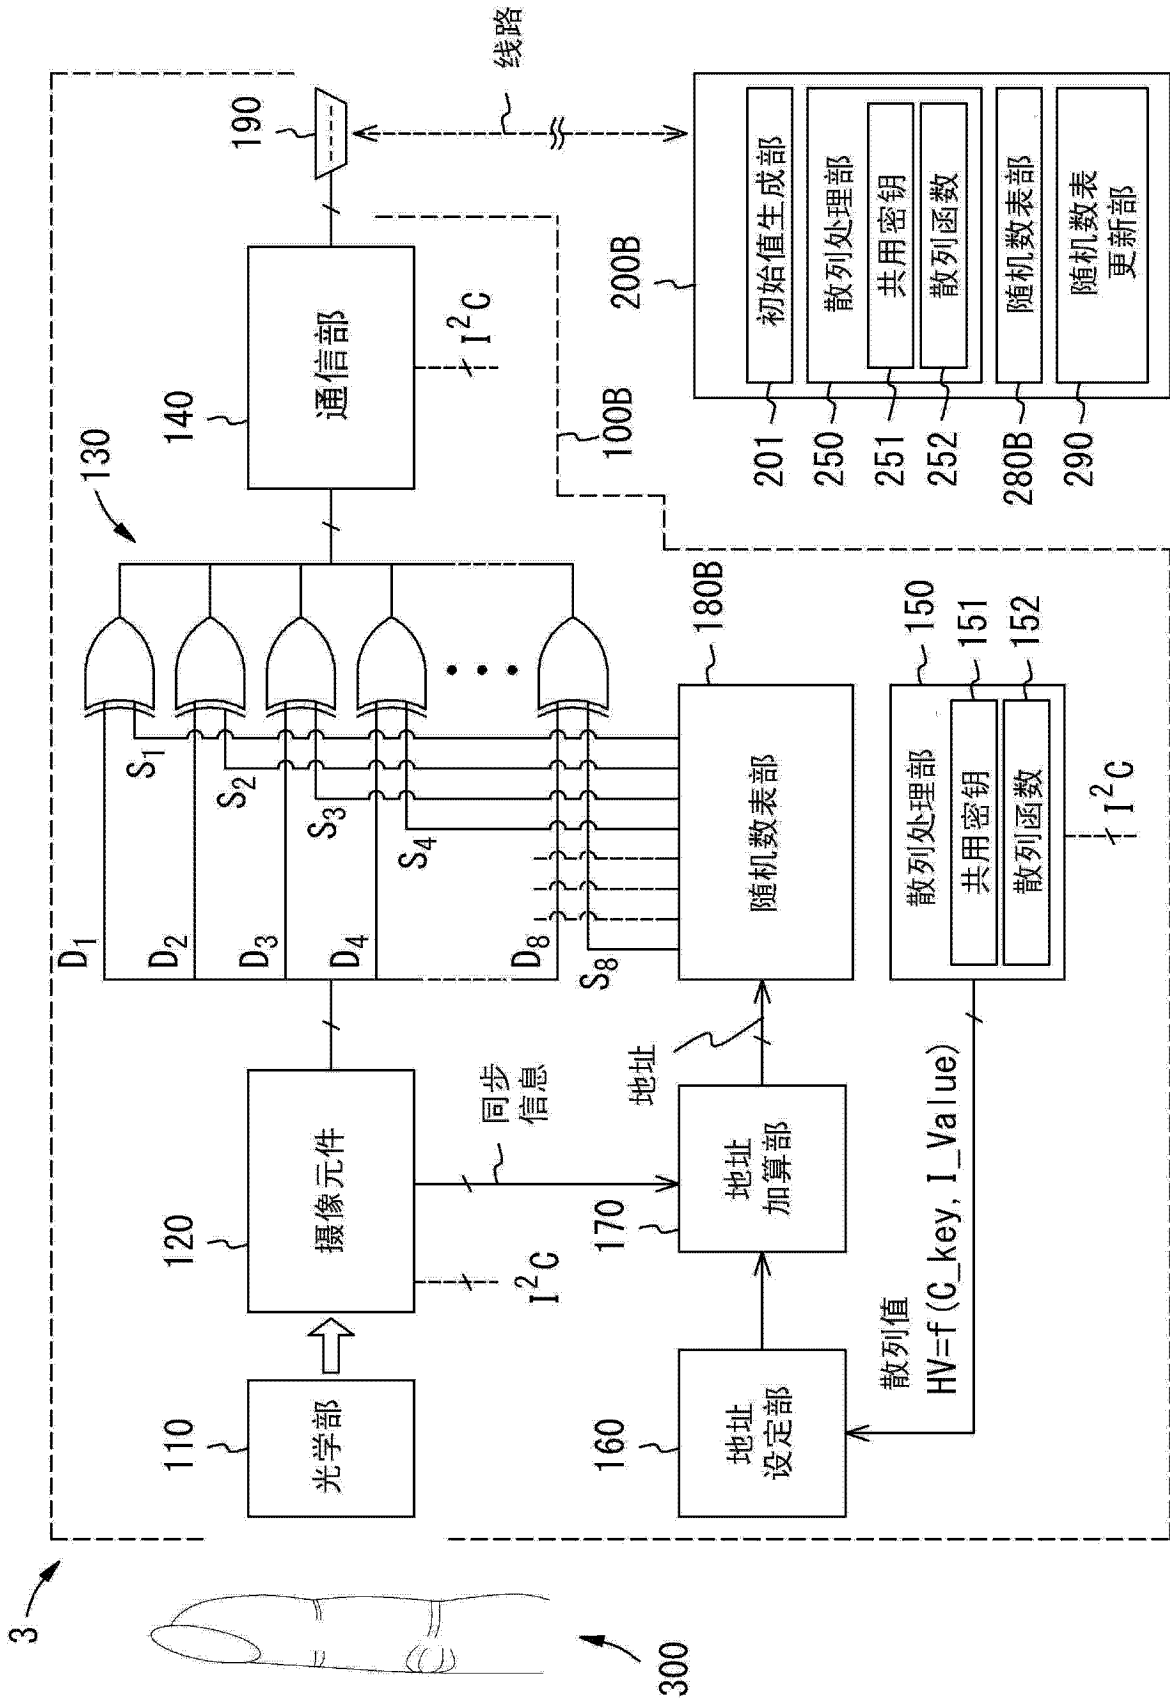 3
300
110
光学部
120
摄像元件
I²C
同步
信息
D₁
D₂
D₃
D₄
D₈
S₁
S₂
S₃
S₄
S₈
130
140
通信部
I²C
190
线路
100B
160
地址
设定部
170
地址
加算部
地址
180B
随机数表部
散列值
HV=f(C_key, I_Value)
150
散列处理部
151
共用密钥
152
散列函数
I²C
200B
201
初始值生成部
250
散列处理部
251
共用密钥
252
散列函数
280B
随机数表部
290
随机数表
更新部